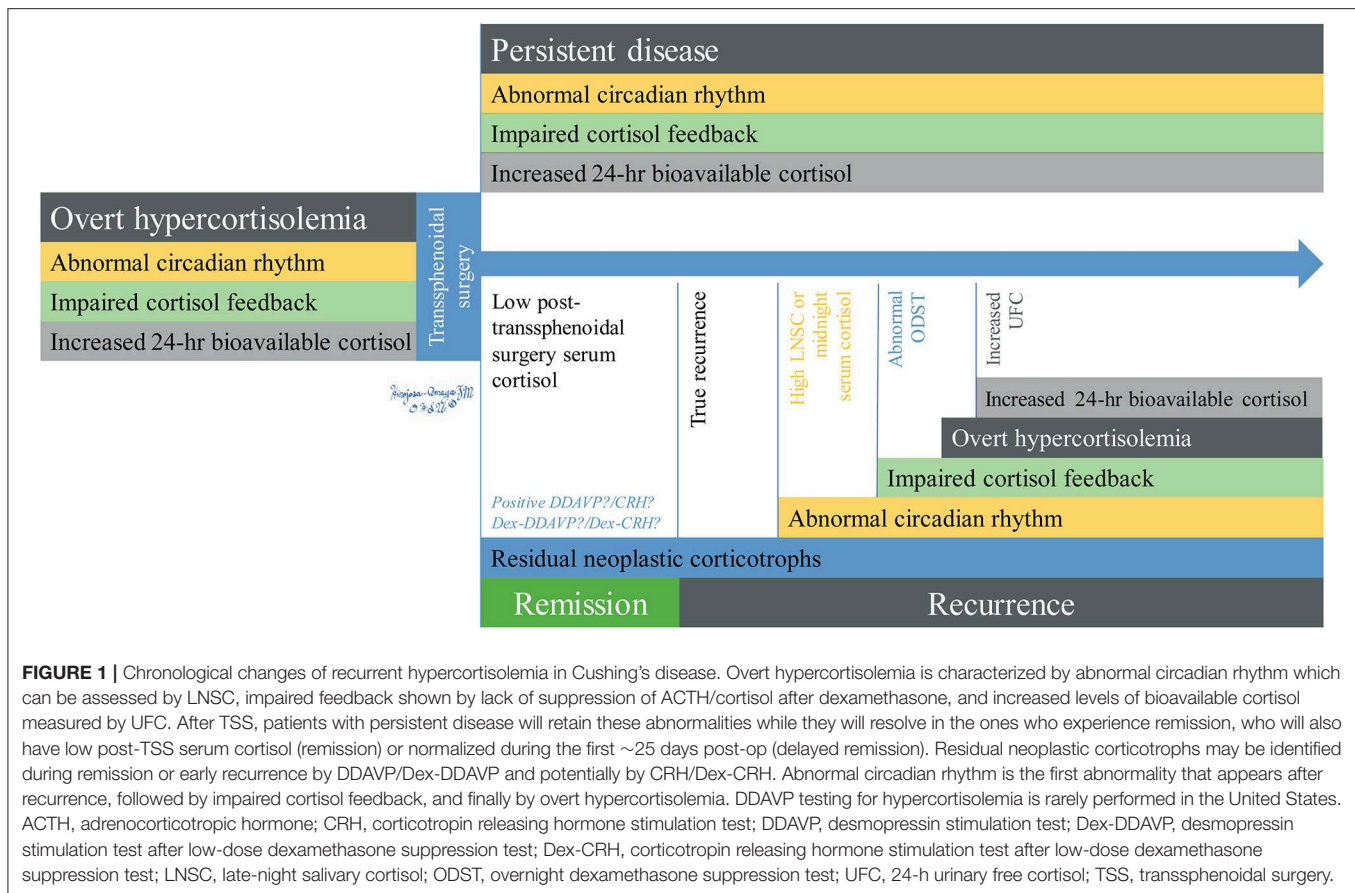 Persistent disease
Abnormal circadian rhythm
Impaired cortisol feedback
Increased 24-hr bioavailable cortisol
Overt hypercortisolemia
Abnormal circadian rhythm
Impaired cortisol feedback
Increased 24-hr bioavailable cortisol
Transsphenoidal
surgery
Low post-
transsphenoidal
surgery serum
cortisol
True recurrence
High LNSC or
midnight
serum cortisol
Abnormal
ODST
Increased
UFC
Increased 24-hr bioavailable cortisol
Overt hypercortisolemia
Impaired cortisol feedback
Positive DDAVP?/CRH?
Dex-DDAVP?/Dex-CRH?
Abnormal circadian rhythm
Residual neoplastic corticotrophs
Remission
Recurrence
FIGURE 1 | Chronological changes of recurrent hypercortisolemia in Cushing's disease. Overt hypercortisolemia is characterized by abnormal circadian rhythm which
can be assessed by LNSC, impaired feedback shown by lack of suppression of ACTH/cortisol after dexamethasone, and increased levels of bioavailable cortisol
measured by UFC. After TSS, patients with persistent disease will retain these abnormalities while they will resolve in the ones who experience remission, who will also
have low post-TSS serum cortisol (remission) or normalized during the first ∼25 days post-op (delayed remission). Residual neoplastic corticotrophs may be identified
during remission or early recurrence by DDAVP/Dex-DDAVP and potentially by CRH/Dex-CRH. Abnormal circadian rhythm is the first abnormality that appears after
recurrence, followed by impaired cortisol feedback, and finally by overt hypercortisolemia. DDAVP testing for hypercortisolemia is rarely performed in the United States.
ACTH, adrenocorticotropic hormone; CRH, corticotropin releasing hormone stimulation test; DDAVP, desmopressin stimulation test; Dex-DDAVP, desmopressin
stimulation test after low-dose dexamethasone suppression test; Dex-CRH, corticotropin releasing hormone stimulation test after low-dose dexamethasone
suppression test; LNSC, late-night salivary cortisol; ODST, overnight dexamethasone suppression test; UFC, 24-h urinary free cortisol; TSS, transsphenoidal surgery.